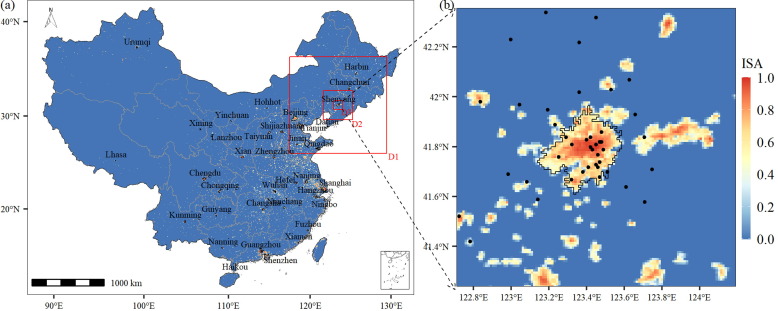 (a)
N
40°N
30°N
20°N
Urumqi
Harbin
Changchun
Shenyang
Hohhot
Beijing
D2
Yinchuan
Dalian
Tianjin
Xining
Shijiazhuang
Lanzhou
Taiyuan
Jinan
Qingdao
D1
Lhasa
Xian
Zhengzhou
Chengdu
Nanjing
Hefei
Shanghai
Chongqing
Wuhan
Hangzhou
Changsha
Nanchang
Ningbo
Guiyang
Kunming
Fuzhou
Xiamen
Nanning
Guangzhou
Shenzhen
Haikou
1000 km
90°E
100°E
110°E
120°E
130°E
(b)
42.2°N
42°N
41.8°N
41.6°N
41.4°N
122.8°E
123°E
123.2°E
123.4°E
123.6°E
123.8°E
124°E
ISA
1.0
0.8
0.6
0.4
0.2
0.0